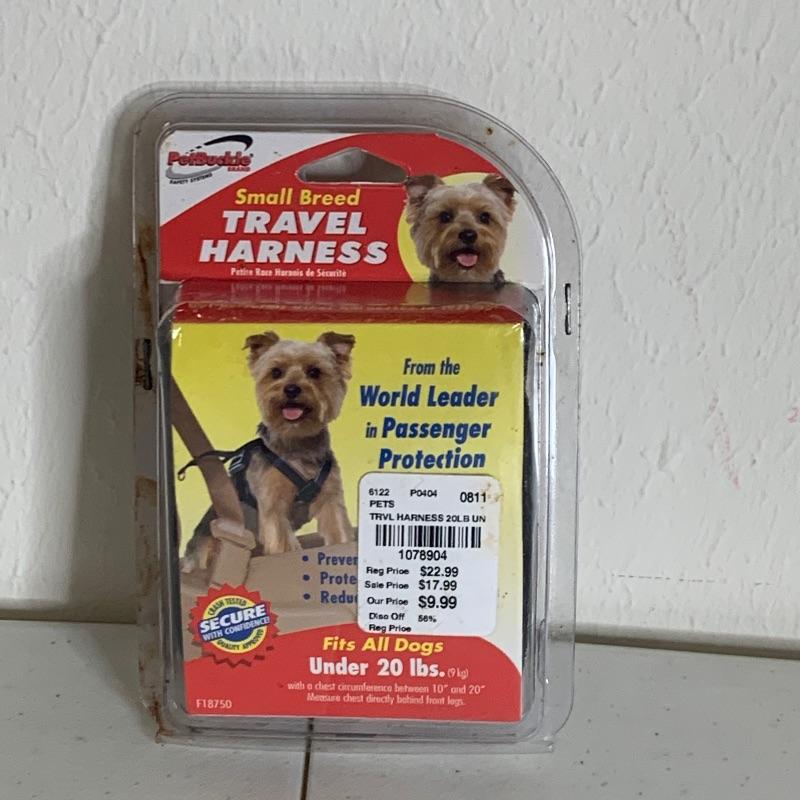 PetBuckle
BRAND
SAFETY SYSTEMS
Small Breed
TRAVEL
HARNESS
Petite Race Harnais de Sécurité
From the
World Leader
in Passenger
Protection
6122 P0404 0811
PETS
TRVL HARNESS 20LB UN
1078904
Reg Price $22.99
Sale Price $17.99
Our Price $9.99
Disc Off 56%
Reg Price
• Preven
• Prote
• Redu
CRASH TESTED
SECURE
WITH CONFIDENCE!
QUALITY APPROVED
Fits All Dogs
Under 20 lbs. (9 kg)
with a chest circumference between 10" and 20"
Measure chest directly behind front legs.
F18750